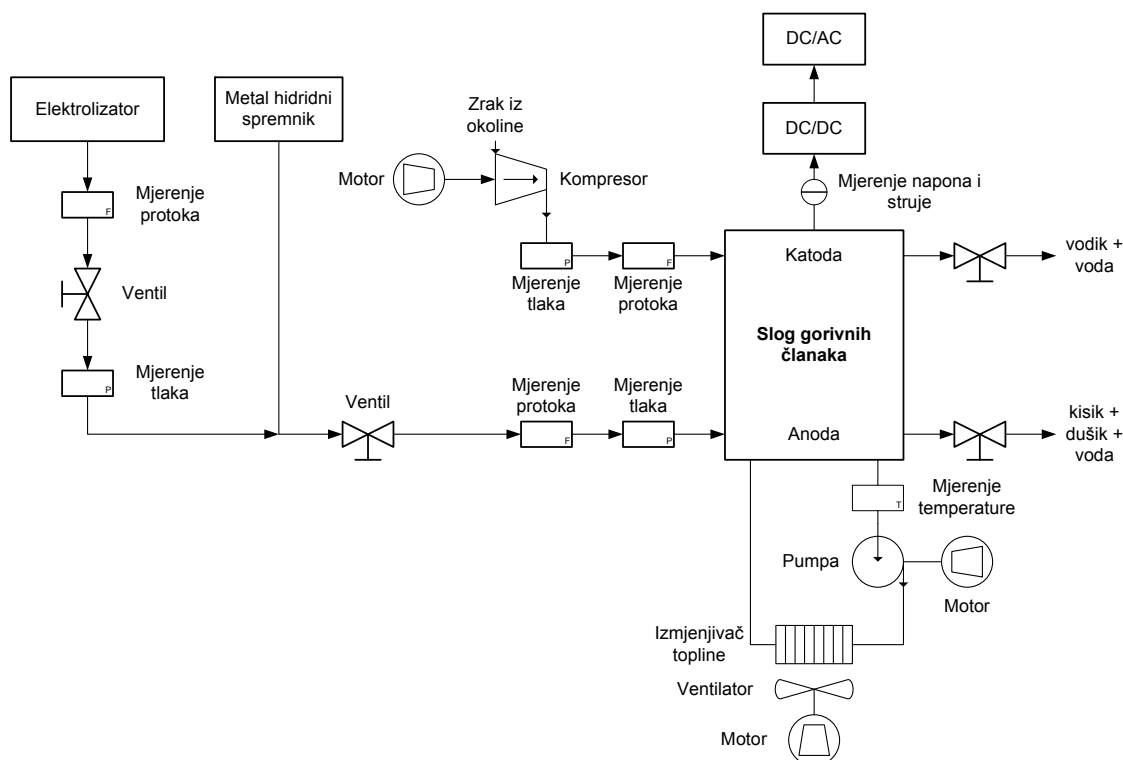 DC/AC
Elektrolizator
Metal hidridni
spremnik
Zrak iz
okoline
DC/DC
Motor
Kompresor
Mjerenje napona i
struje
Mjerenje
protoka
F
Katoda
vodik +
voda
P
F
Mjerenje
tlaka
Mjerenje
protoka
Ventil
Slog gorivnih
članaka
Mjerenje
tlaka
P
Ventil
Mjerenje
protoka
Mjerenje
tlaka
F
P
Anoda
kisik +
dušik +
voda
T
Mjerenje
temperature
Pumpa
Motor
Izmjenjivač
topline
Ventilator
Motor